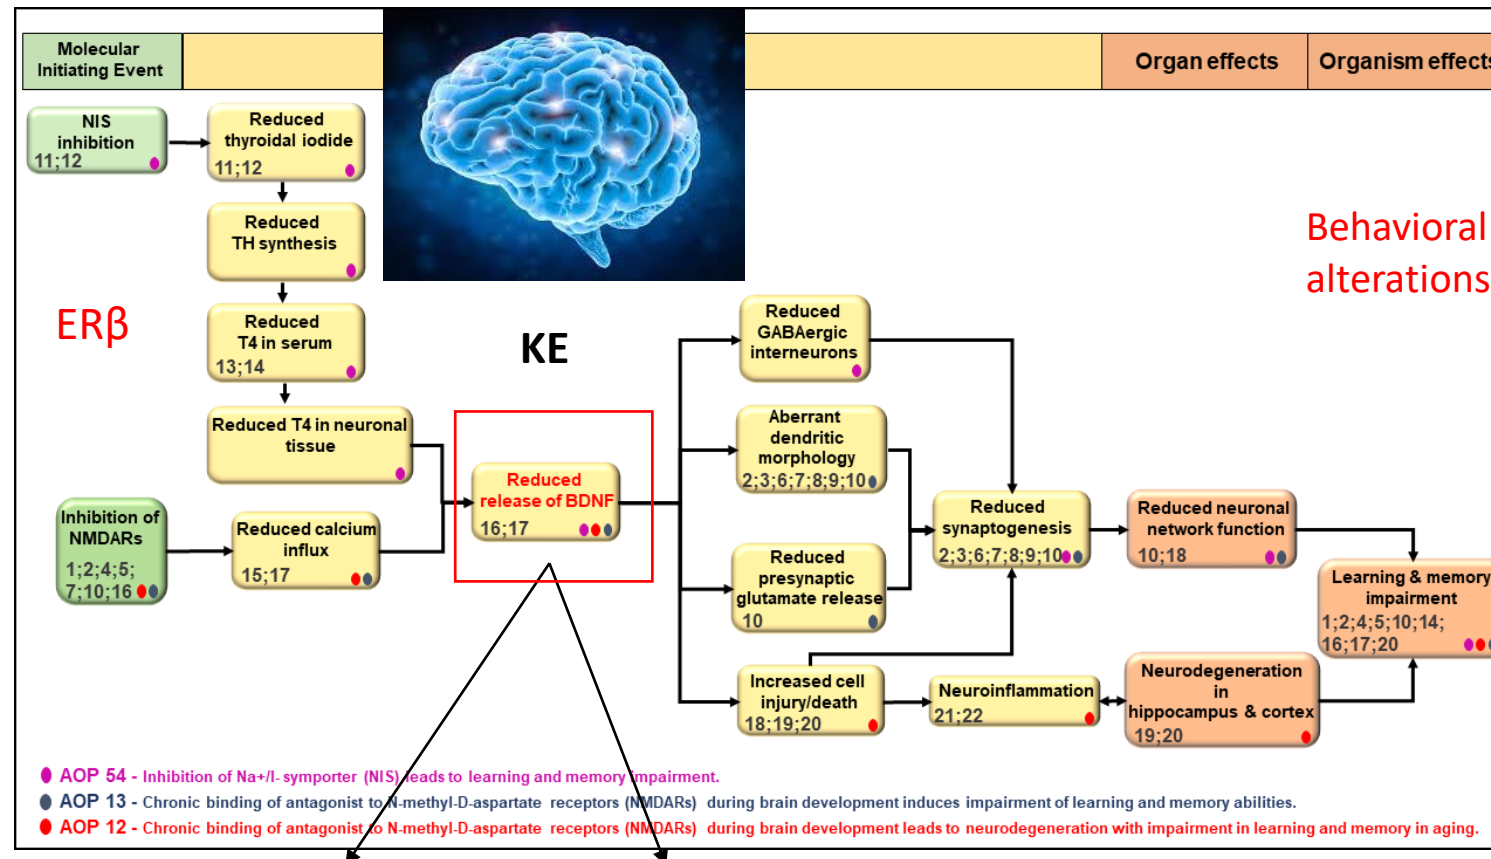 Molecular
Initiating Event
Organ effects
Organism effects
NIS
inhibition
11;12
Reduced
thyroidal iodide
11;12
Reduced
TH synthesis
Reduced
T4 in serum
13;14
Reduced T4 in neuronal
tissue
ERβ
KE
Behavioral
alterations
Inhibition of
NMDARs
1;2;4;5;
7;10;16
Reduced calcium
influx
15;17
Reduced
release of BDNF
16;17
Reduced
GABAergic
interneurons
Aberrant
dendritic
morphology
2;3;6;7;8;9;10
Reduced
presynaptic
glutamate release
10
Increased cell
injury/death
18;19;20
Reduced
synaptogenesis
2;3;6;7;8;9;10
Neuroinflammation
21;22
Reduced neuronal
network function
10;18
Neurodegeneration
in
hippocampus & cortex
19;20
Learning & memory
impairment
1;2;4;5;10;14;
16;17;20
AOP 54 - Inhibition of Na+/I- symporter (NIS) leads to learning and memory impairment.
AOP 13 - Chronic binding of antagonist to N-methyl-D-aspartate receptors (NMDARs) during brain development induces impairment of learning and memory abilities.
AOP 12 - Chronic binding of antagonist to N-methyl-D-aspartate receptors (NMDARs) during brain development leads to neurodegeneration with impairment in learning and memory in aging.